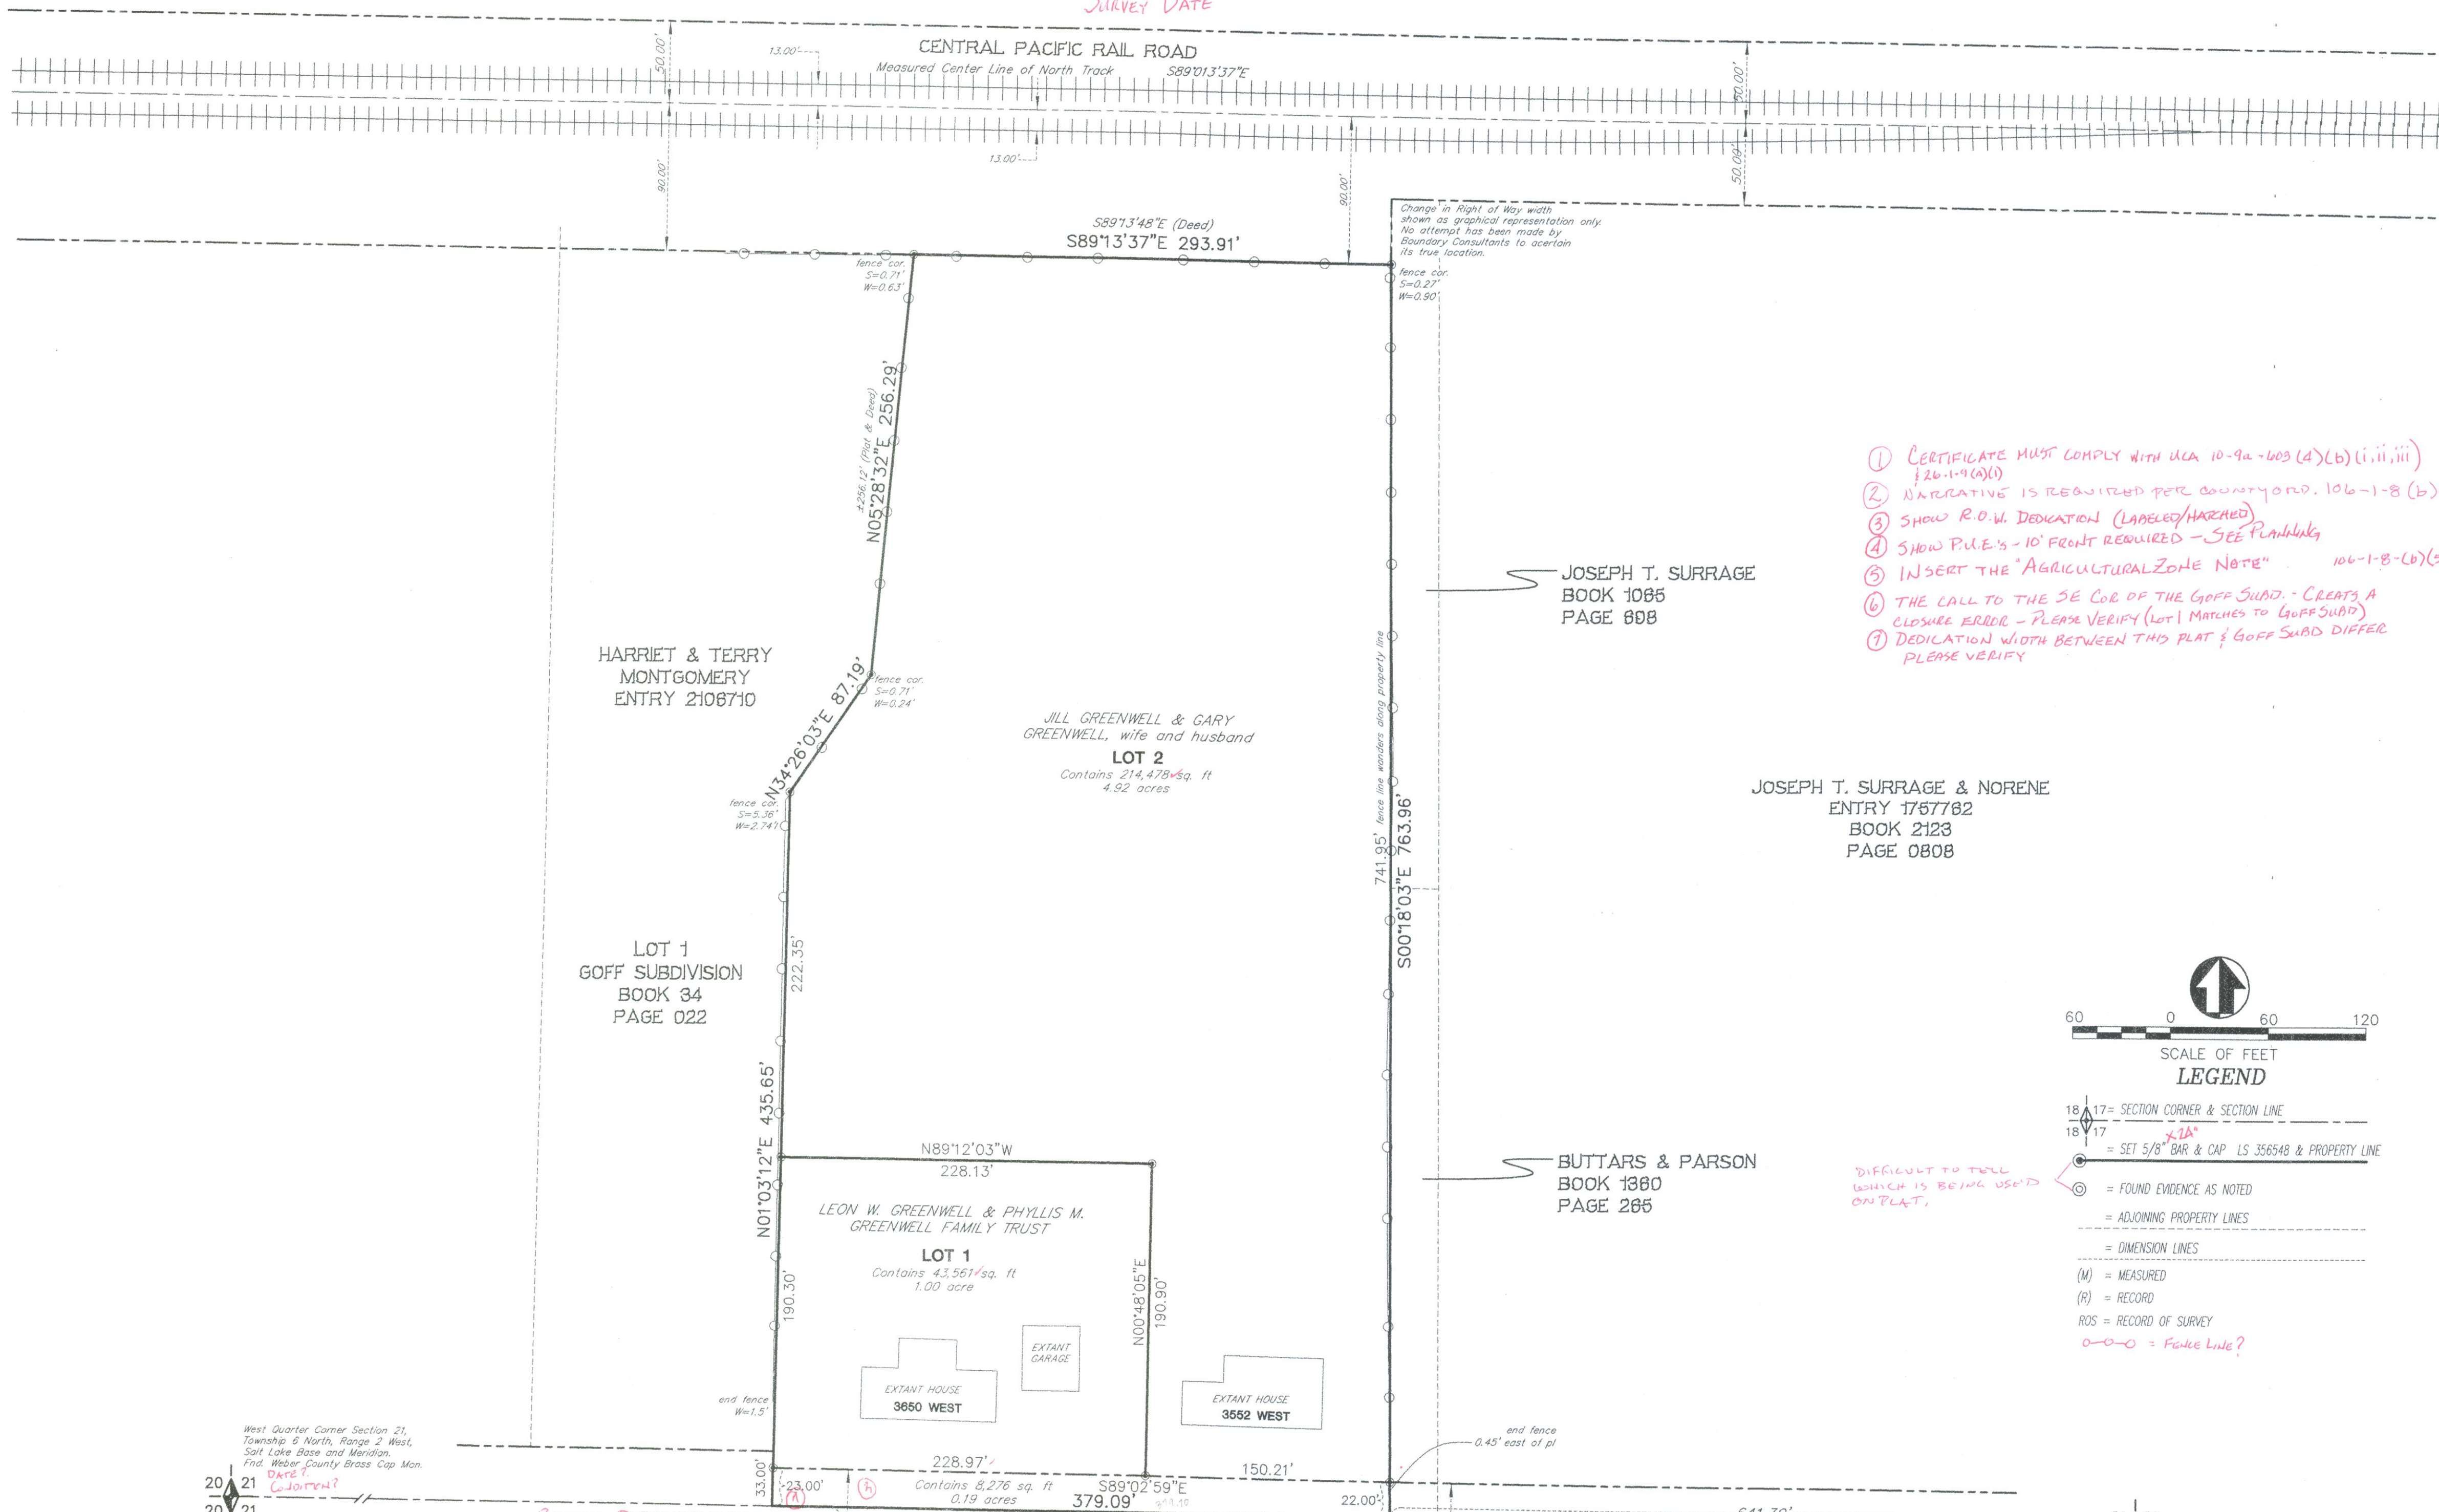 SURVEY DATE
CENTRAL PACIFIC RAIL ROAD
Measured Center Line of North Track S89°013'37"E
50.00'
13.00'
50.00'
13.00'
90.00'
90.00'
50.00'
S89°13'48"E (Deed)
S89°13'37"E 293.91'
Change in Right of Way width
shown as graphical representation only.
No attempt has been made by
Boundary Consultants to acertain
its true location.
fence cor.
S=0.71'
W=0.63'
fence cor.
S=0.27'
W=0.90'
±256.12' (Plat & Deed)
N05°28'32"E 256.29'
① CERTIFICATE MUST COMPLY WITH UCA 10-9a-603 (4)(b)(i,ii,iii)
& 26-1-9(a)(1)
② NARRATIVE IS REQUIRED PER COUNTY ORD. 106-1-8 (b)
③ SHOW R.O.W. DEDICATION (LABELED/HATCHED)
④ SHOW P.U.E.'s - 10' FRONT REQUIRED - SEE PLANNING
⑤ INSERT THE "AGRICULTURAL ZONE NOTE" 106-1-8-(b)(5
⑥ THE CALL TO THE SE COR OF THE GOFF SUBD. - CREATS A
CLOSURE ERROR - PLEASE VERIFY (LOT 1 MATCHES TO GOFF SUBD)
⑦ DEDICATION WIDTH BETWEEN THIS PLAT & GOFF SUBD DIFFER
PLEASE VERIFY
JOSEPH T. SURRAGE
BOOK 1065
PAGE 698
HARRIET & TERRY
MONTGOMERY
ENTRY 2106710
N34°26'03"E 87.19'
fence cor.
S=0.71'
W=0.24'
JILL GREENWELL & GARY
GREENWELL, wife and husband
LOT 2
Contains 214,478 sq. ft
4.92 acres
fence cor.
S=5.36'
W=2.74'
741.95' fence line wanders along property line
S00°18'03"E 763.96'
JOSEPH T. SURRAGE & NORENE
ENTRY 1757762
BOOK 2123
PAGE 0808
LOT 1
GOFF SUBDIVISION
BOOK 34
PAGE 022
222.35'
N01°03'12"E 435.65'
60 0 60 120
SCALE OF FEET
LEGEND
18 17 = SECTION CORNER & SECTION LINE
18 17
X24"
= SET 5/8" BAR & CAP LS 356548 & PROPERTY LINE
= FOUND EVIDENCE AS NOTED
DIFFICULT TO TELL
WHICH IS BEING USED
ON PLAT.
= ADJOINING PROPERTY LINES
= DIMENSION LINES
(M) = MEASURED
(R) = RECORD
ROS = RECORD OF SURVEY
o-o-o = FENCE LINE?
N89°12'03"W
228.13'
BUTTARS & PARSON
BOOK 1360
PAGE 265
LEON W. GREENWELL & PHYLLIS M.
GREENWELL FAMILY TRUST
LOT 1
Contains 43,561 sq. ft
1.00 acre
190.30'
N00°48'05"E
190.90'
EXTANT
GARAGE
EXTANT HOUSE
3650 WEST
EXTANT HOUSE
3552 WEST
end fence
W=1.5'
end fence
0.45' east of pl
West Quarter Corner Section 21,
Township 6 North, Range 2 West,
Salt Lake Base and Meridian.
Fnd. Weber County Brass Cap Mon.
DATE?
CONDITION?
20 21
20 21
33.00'
23.00'
228.97'
Contains 8,276 sq. ft
0.19 acres
S89°02'59"E
379.09'
150.21'
22.00'
641.70'